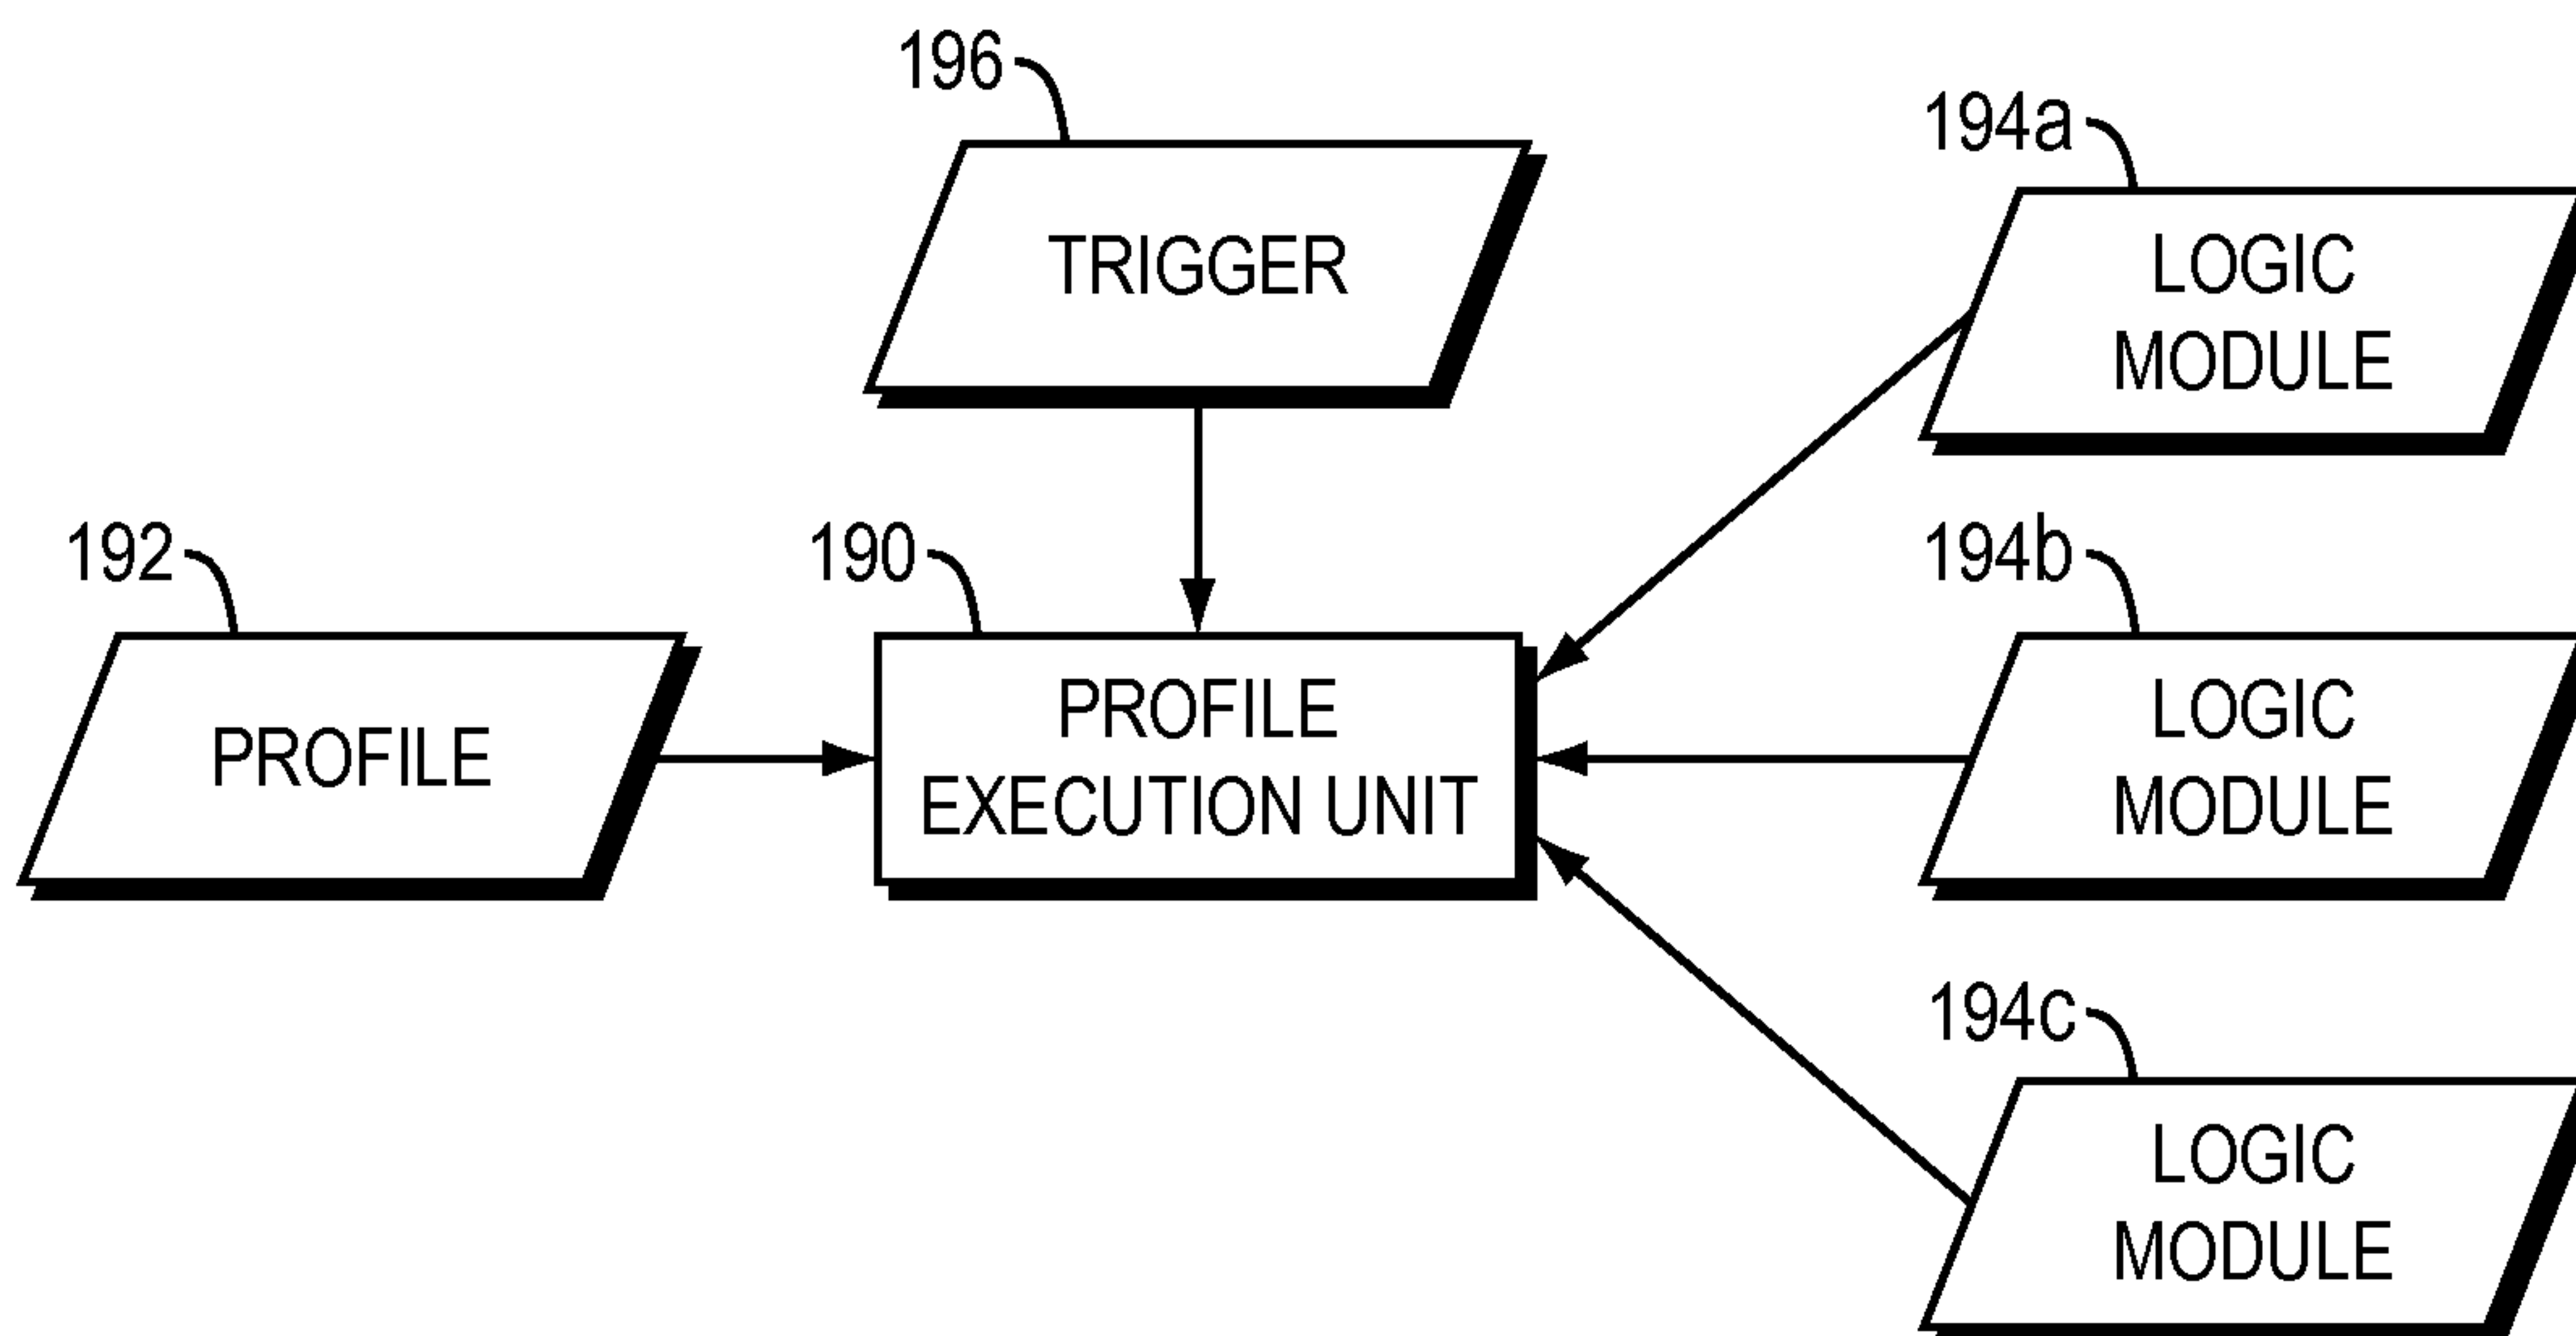 196
TRIGGER
194a
LOGIC
MODULE
192
PROFILE
190
PROFILE
EXECUTION UNIT
194b
LOGIC
MODULE
194c
LOGIC
MODULE